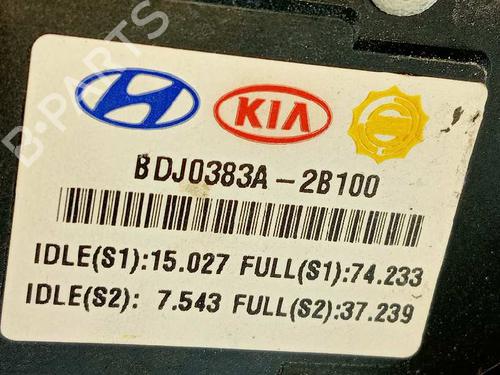 B-PARTS
KIA
BDJ0383A-2B100
IDLE(S1):15.027 FULL(S1):74.233
IDLE(S2): 7.543 FULL(S2):37.239